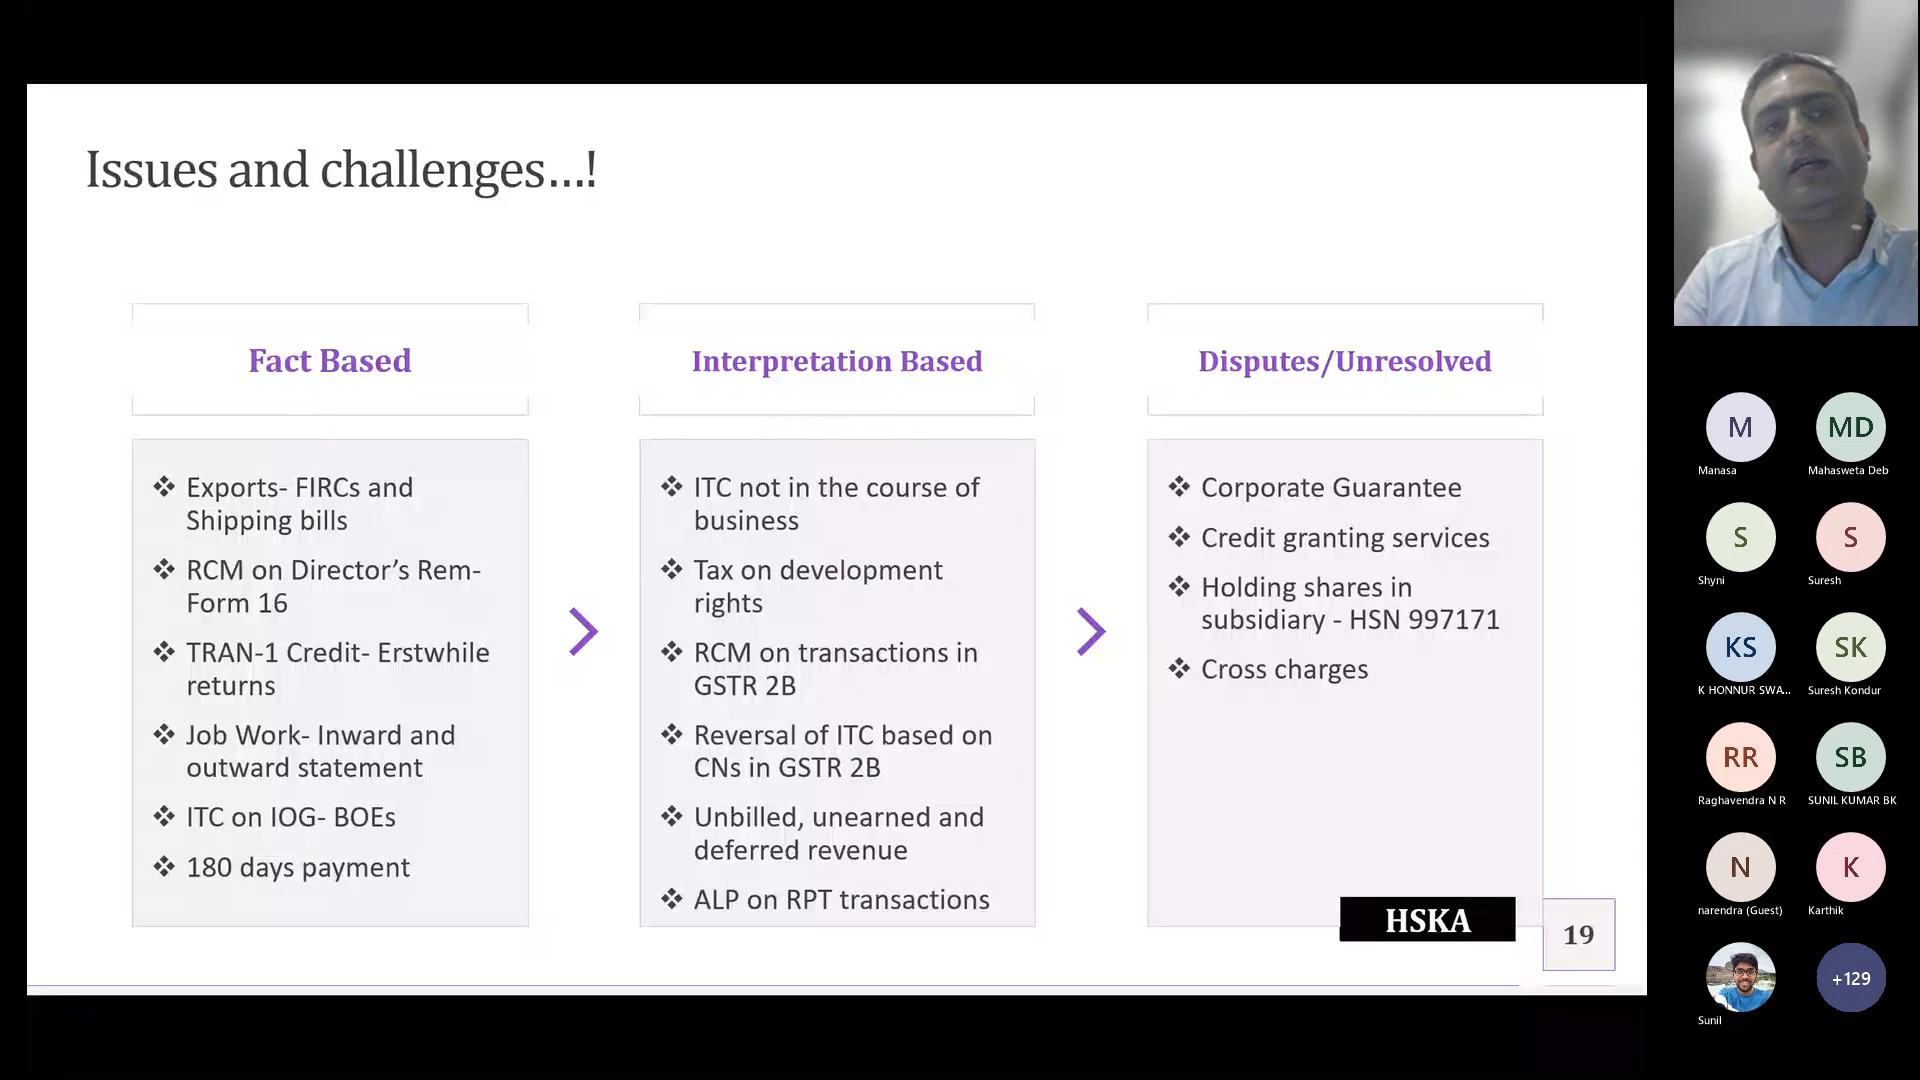 Issues and challenges...!
Fact Based
❖ Exports- FIRCs and
Shipping bills
❖ RCM on Director’s Rem-
Form 16
❖ TRAN-1 Credit- Erstwhile
returns
❖ Job Work- Inward and
outward statement
❖ ITC on IOG- BOEs
❖ 180 days payment
Interpretation Based
❖ ITC not in the course of
business
❖ Tax on development
rights
❖ RCM on transactions in
GSTR 2B
❖ Reversal of ITC based on
CNs in GSTR 2B
❖ Unbilled, unearned and
deferred revenue
❖ ALP on RPT transactions
Disputes/Unresolved
❖ Corporate Guarantee
❖ Credit granting services
❖ Holding shares in
subsidiary - HSN 997171
❖ Cross charges
HSKA
19
M
Manasa
MD
Mahasweta Deb
S
Shyni
S
Suresh
KS
K HONNUR SWA...
SK
Suresh Kondur
RR
Raghavendra N R
SB
SUNIL KUMAR BK
N
narendra (Guest)
K
Karthik
Sunil
+129